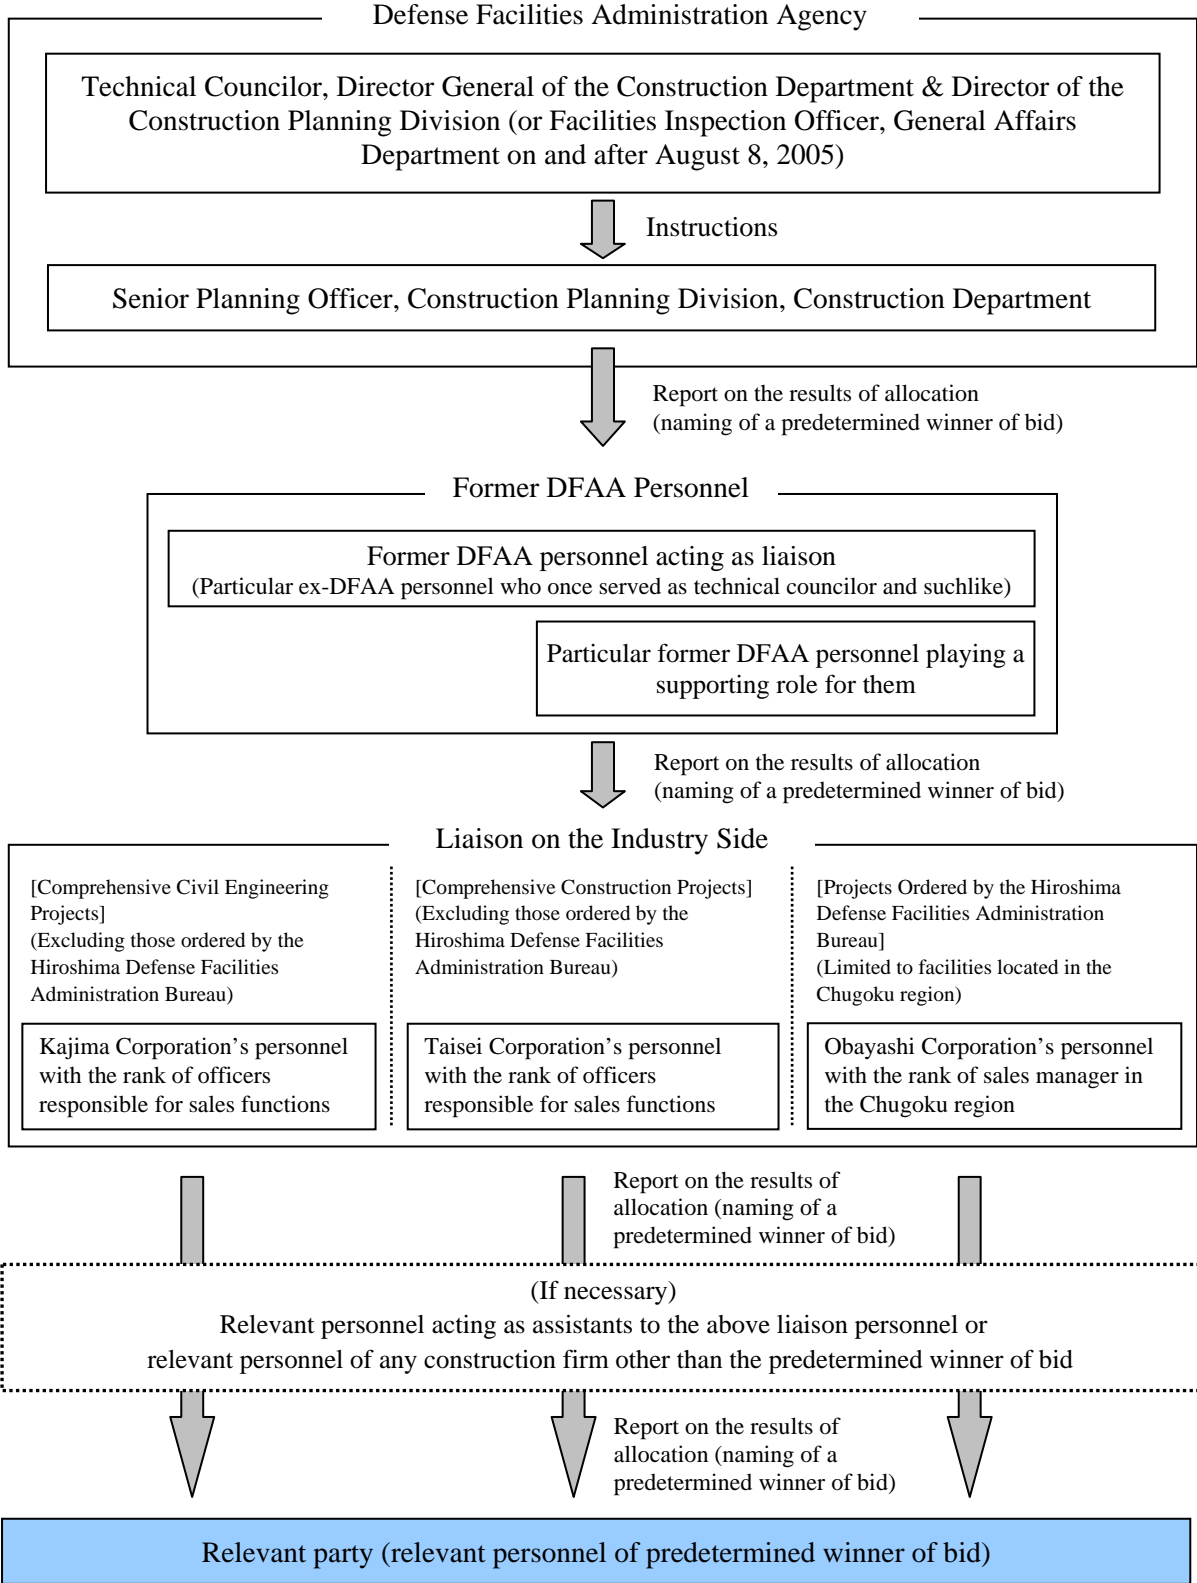 Defense Facilities Administration Agency
Technical Councilor, Director General of the Construction Department & Director of the
Construction Planning Division (or Facilities Inspection Officer, General Affairs
Department on and after August 8, 2005)
Instructions
Senior Planning Officer, Construction Planning Division, Construction Department
Report on the results of allocation
(naming of a predetermined winner of bid)
Former DFAA Personnel
Former DFAA personnel acting as liaison
(Particular ex-DFAA personnel who once served as technical councilor and suchlike)
Particular former DFAA personnel playing a
supporting role for them
Report on the results of allocation
(naming of a predetermined winner of bid)
Liaison on the Industry Side
[Comprehensive Civil Engineering
Projects]
(Excluding those ordered by the
Hiroshima Defense Facilities
Administration Bureau)
Kajima Corporation’s personnel
with the rank of officers
responsible for sales functions
[Comprehensive Construction Projects]
(Excluding those ordered by the
Hiroshima Defense Facilities
Administration Bureau)
Taisei Corporation’s personnel
with the rank of officers
responsible for sales functions
[Projects Ordered by the Hiroshima
Defense Facilities Administration
Bureau]
(Limited to facilities located in the
Chugoku region)
Obayashi Corporation’s personnel
with the rank of sales manager in
the Chugoku region
Report on the results of
allocation (naming of a
predetermined winner of bid)
(If necessary)
Relevant personnel acting as assistants to the above liaison personnel or
relevant personnel of any construction firm other than the predetermined winner of bid
Report on the results of
allocation (naming of a
predetermined winner of bid)
Relevant party (relevant personnel of predetermined winner of bid)